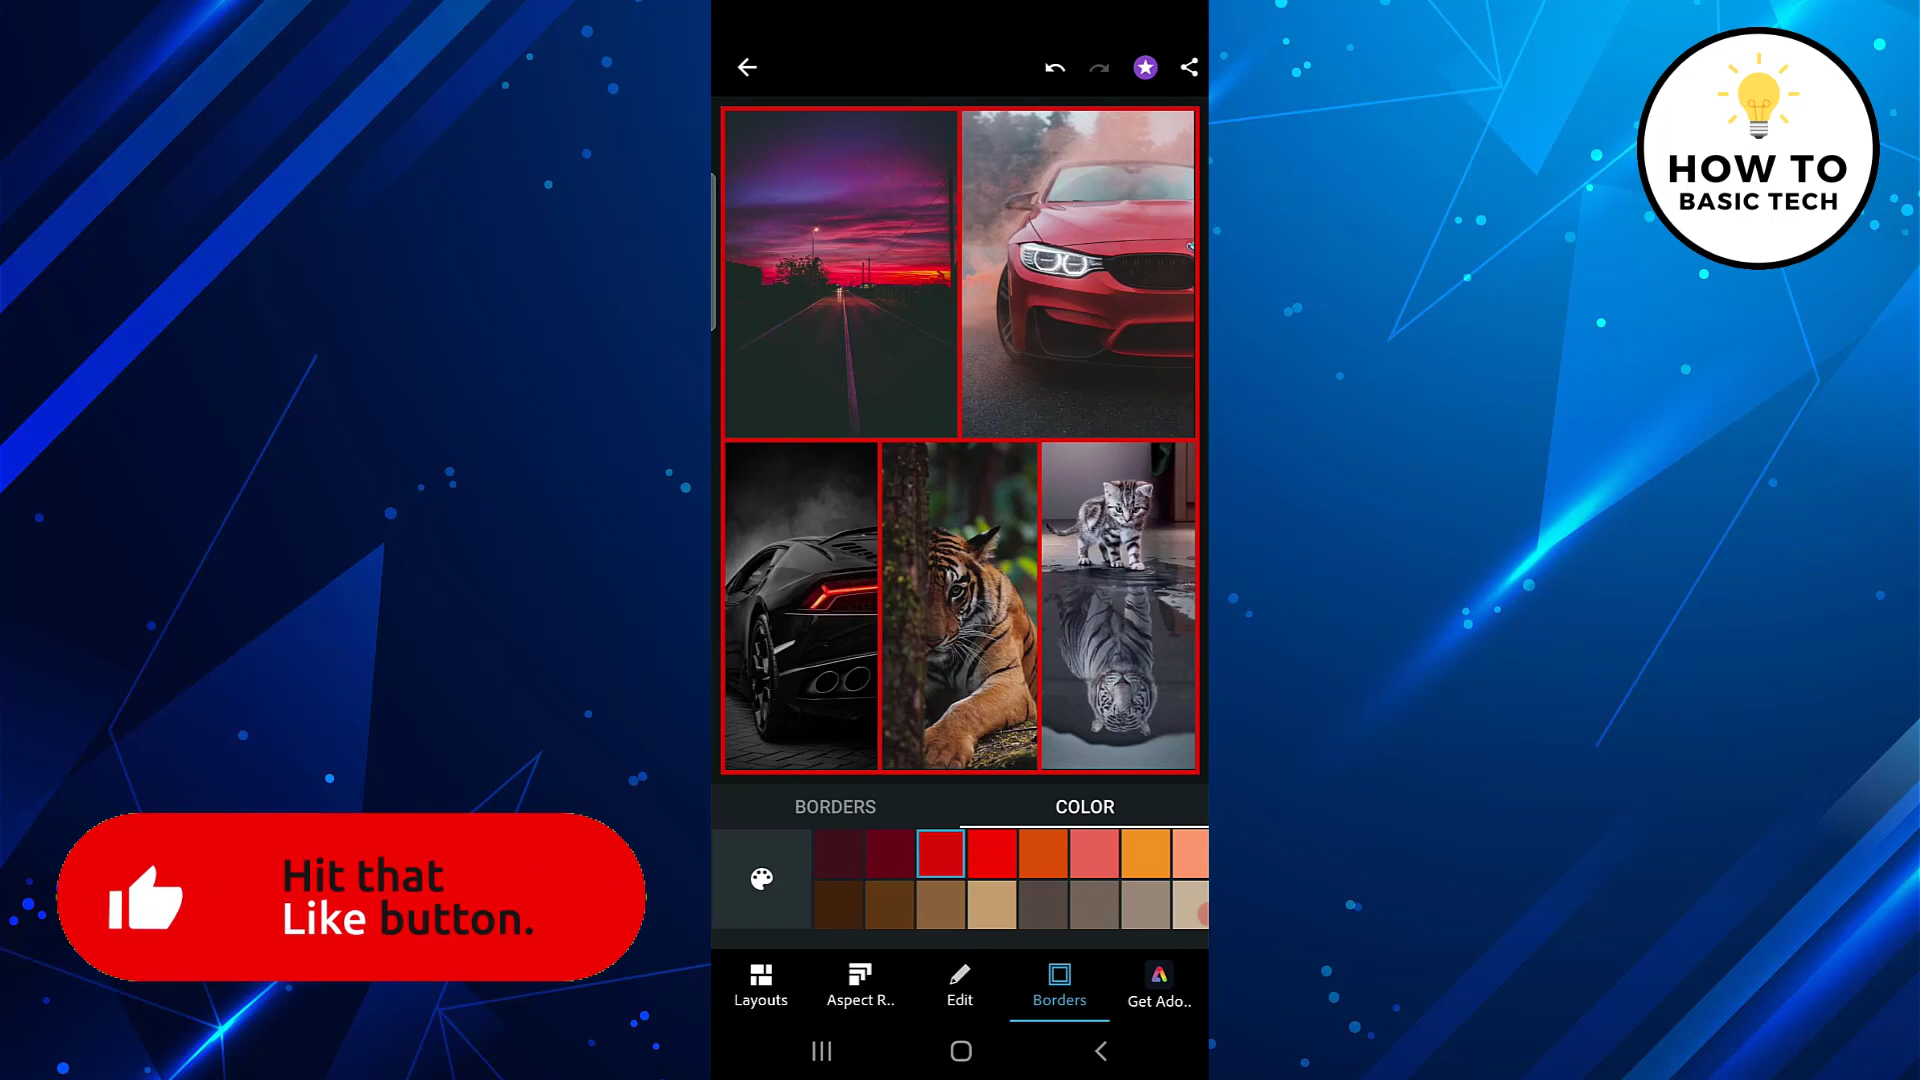 HOW TO
BASIC TECH
BORDERS
COLOR
Hit that
Like button.
Layouts
Aspect R..
Edit
Borders
Get Ado..